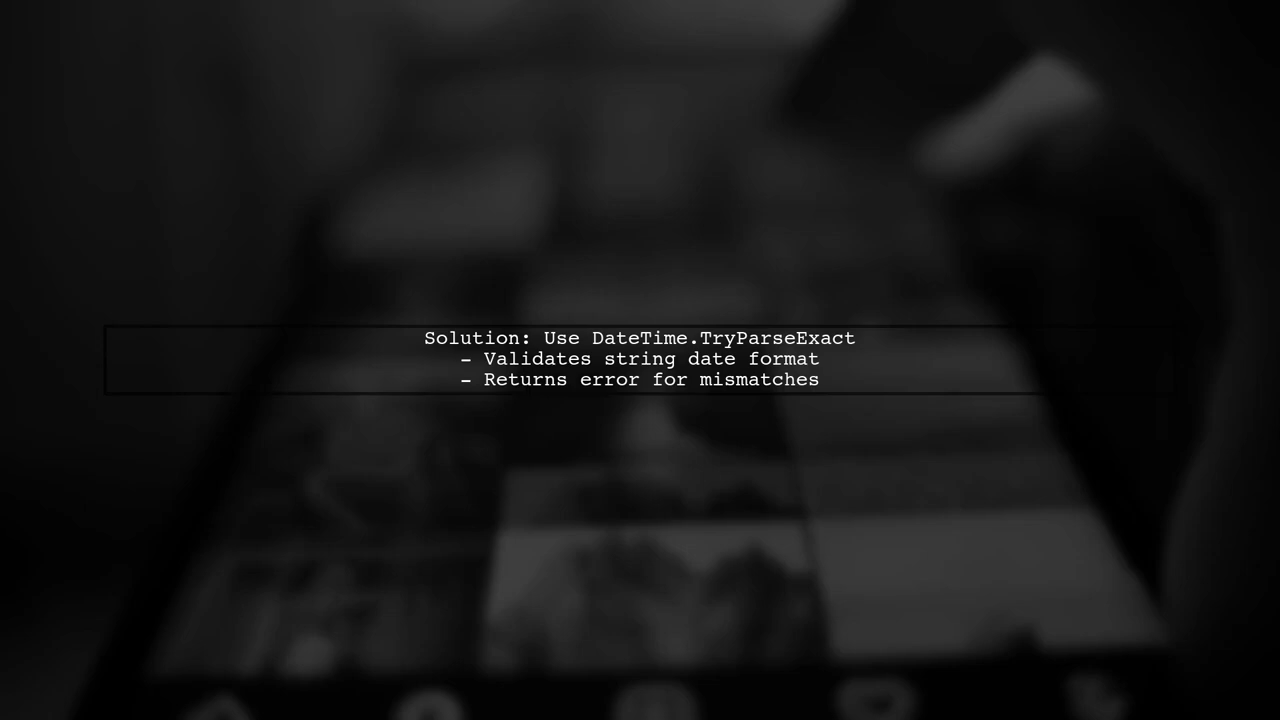 Solution: Use DateTime.TryParseExact
- Validates string date format
- Returns error for mismatches